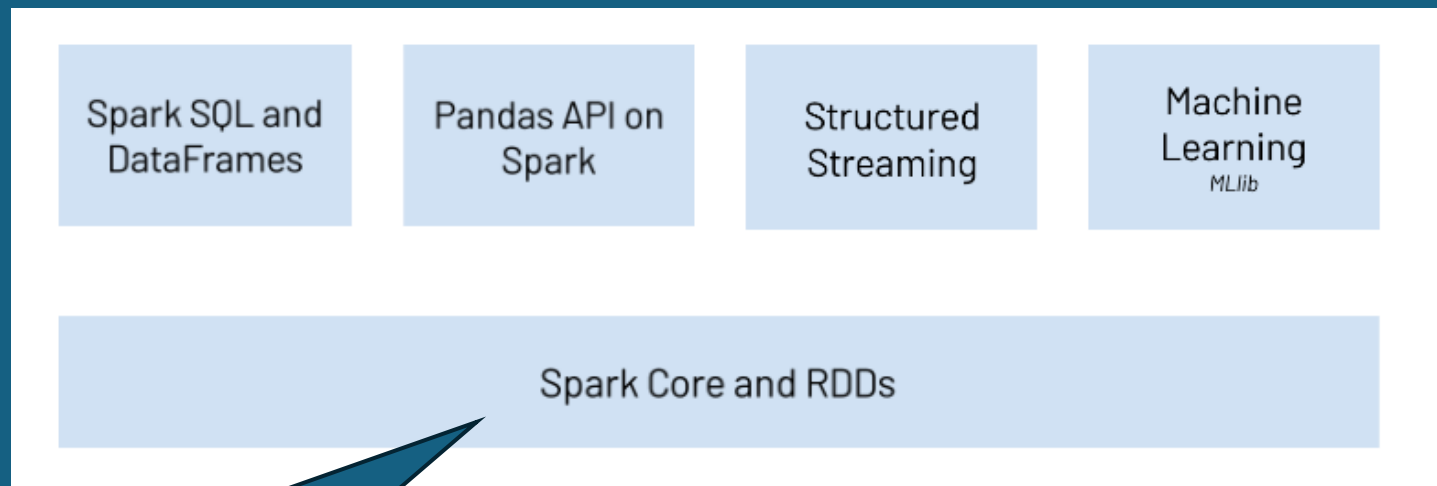 Spark SQL and
DataFrames
Pandas API on
Spark
Structured
Streaming
Machine
Learning
MLlib
Spark Core and RDDs